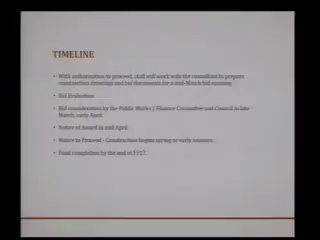 TIMELINE
• With authorization to proceed, staff will work with the consultant to prepare
construction drawings and bid documents for a mid-March bid opening
• Bid Evaluation
• Bid consideration by the Public Works / Finance Committee and Council in late
March, early April
• Notice of Award in mid April
• Notice to Proceed - Construction begins spring or early summer.
• Final completion by the end of FY17.